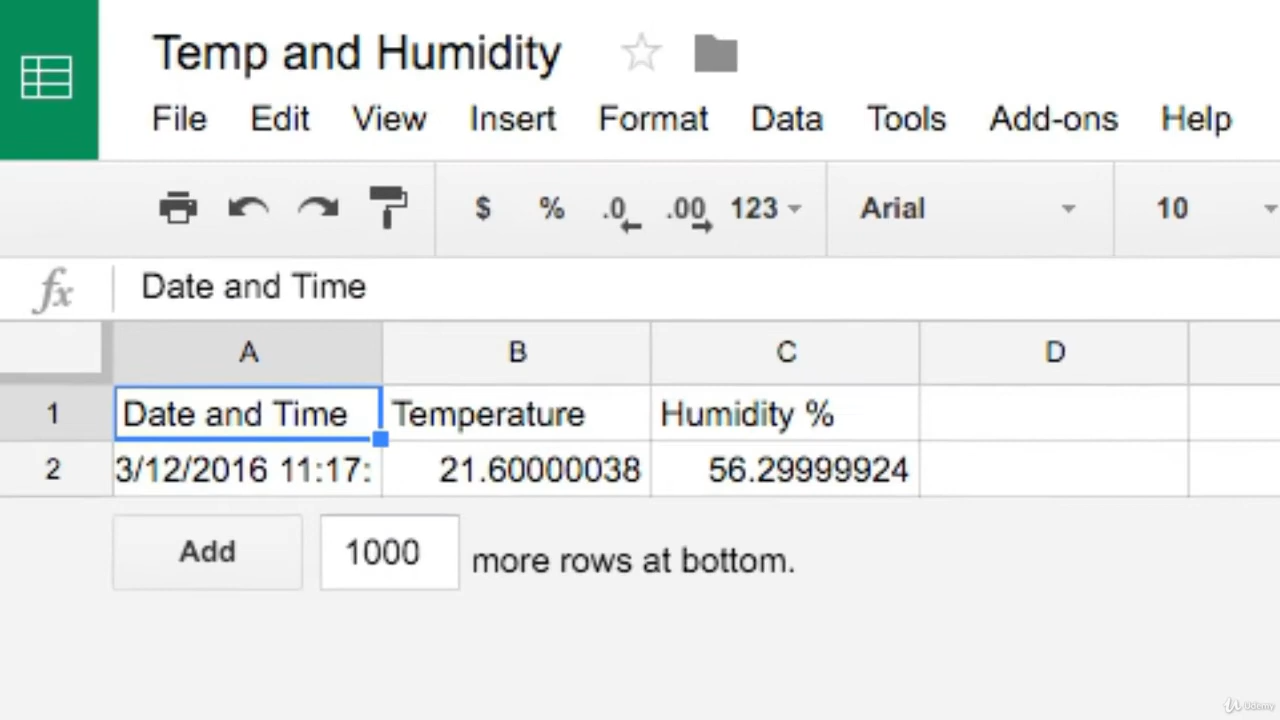 Temp and Humidity
File Edit View Insert Format Data Tools Add-ons Help
$ % .0 .00 123 Arial 10
fx Date and Time
A B C D
1 Date and Time Temperature Humidity %
2 3/12/2016 11:17: 21.60000038 56.29999924
Add 1000 more rows at bottom.
Udemy